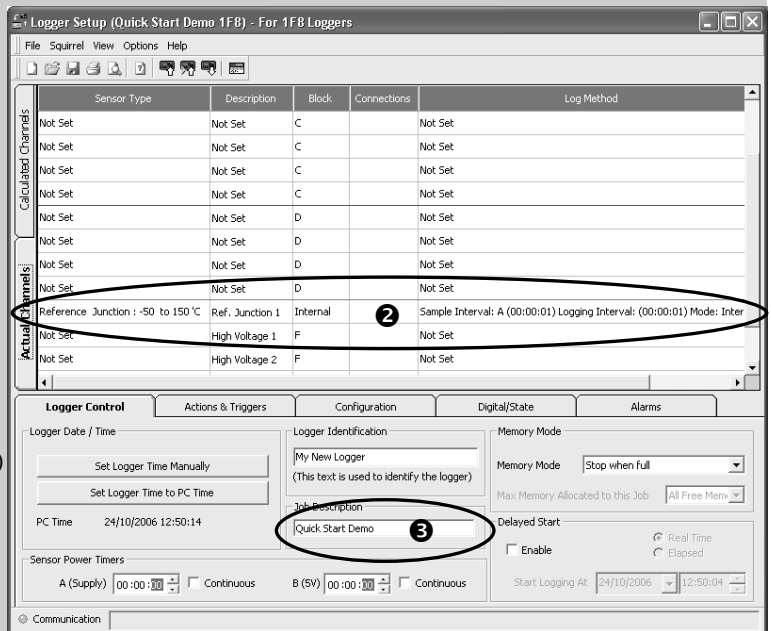 Logger Setup (Quick Start Demo 1F8) - For 1F8 Loggers
File Squirrel View Options Help
Sensor Type Description Block Connections Log Method
Calculated Channels
Actual Channels
Not Set Not Set C Not Set
Not Set Not Set C Not Set
Not Set Not Set C Not Set
Not Set Not Set C Not Set
Not Set Not Set D Not Set
Not Set Not Set D Not Set
Not Set Not Set D Not Set
Not Set Not Set D Not Set
Reference Junction : -50 to 150 'C Ref. Junction 1 Internal ❷ Sample Interval: A (00:00:01) Logging Interval: (00:00:01) Mode: Inter
Not Set High Voltage 1 F Not Set
Not Set High Voltage 2 F Not Set
Logger Control Actions & Triggers Configuration Digital/State Alarms
Logger Date / Time
Set Logger Time Manually
Set Logger Time to PC Time
PC Time 24/10/2006 12:50:14
Logger Identification
My New Logger
(This text is used to identify the logger)
Job Description
Quick Start Demo ❸
Memory Mode
Memory Mode Stop when full
Max Memory Allocated to this Job All Free Mem
Delayed Start
Enable
Real Time
Elapsed
Start Logging At 24/10/2006 12:50:04
Sensor Power Timers
A (Supply) 00:00:00 Continuous B (5V) 00:00:00 Continuous
Communication